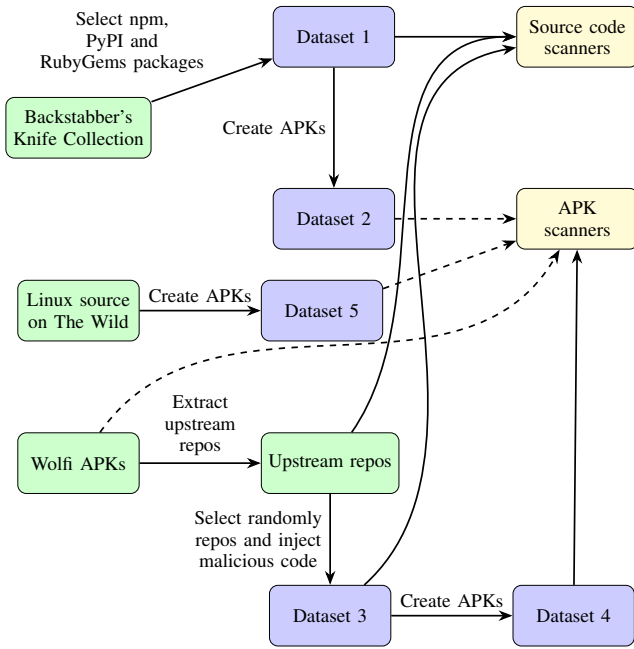 Select npm,
PyPI and
RubyGems packages
Dataset 1
Source code
scanners
Backstabber's
Knife Collection
Create APKs
Dataset 2
APK
scanners
Linux source
on The Wild
Create APKs
Dataset 5
Extract
upstream
repos
Wolfi APKs
Upstream repos
Select randomly
repos and inject
malicious code
Dataset 3
Create APKs
Dataset 4